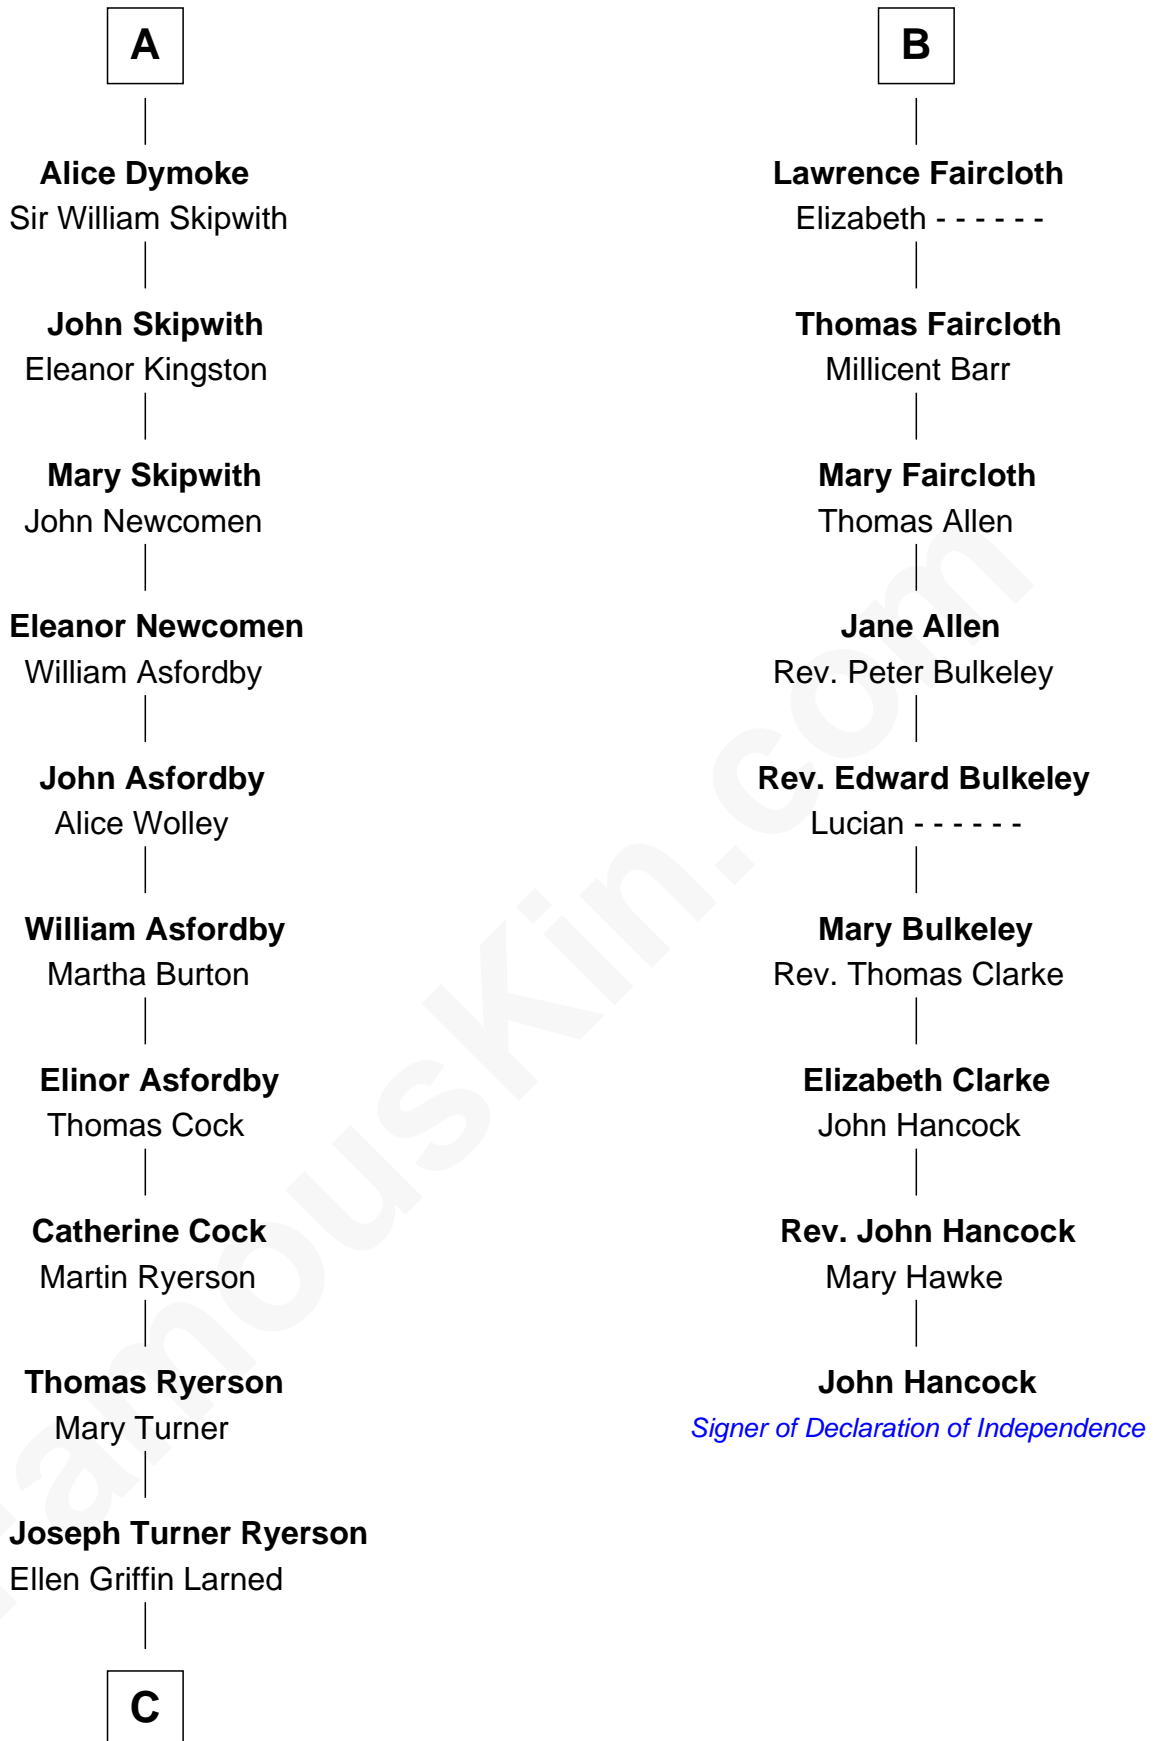 A
Alice Dymoke
Sir William Skipwith
John Skipwith
Eleanor Kingston
Mary Skipwith
John Newcomen
Eleanor Newcomen
William Asfordby
John Asfordby
Alice Wolley
William Asfordby
Martha Burton
Elinor Asfordby
Thomas Cock
Catherine Cock
Martin Ryerson
Thomas Ryerson
Mary Turner
Joseph Turner Ryerson
Ellen Griffin Larned
C
B
Lawrence Faircloth
Elizabeth - - - - - -
Thomas Faircloth
Millicent Barr
Mary Faircloth
Thomas Allen
Jane Allen
Rev. Peter Bulkeley
Rev. Edward Bulkeley
Lucian - - - - - -
Mary Bulkeley
Rev. Thomas Clarke
Elizabeth Clarke
John Hancock
Rev. John Hancock
Mary Hawke
John Hancock
Signer of Declaration of Independence
FamousKin.com